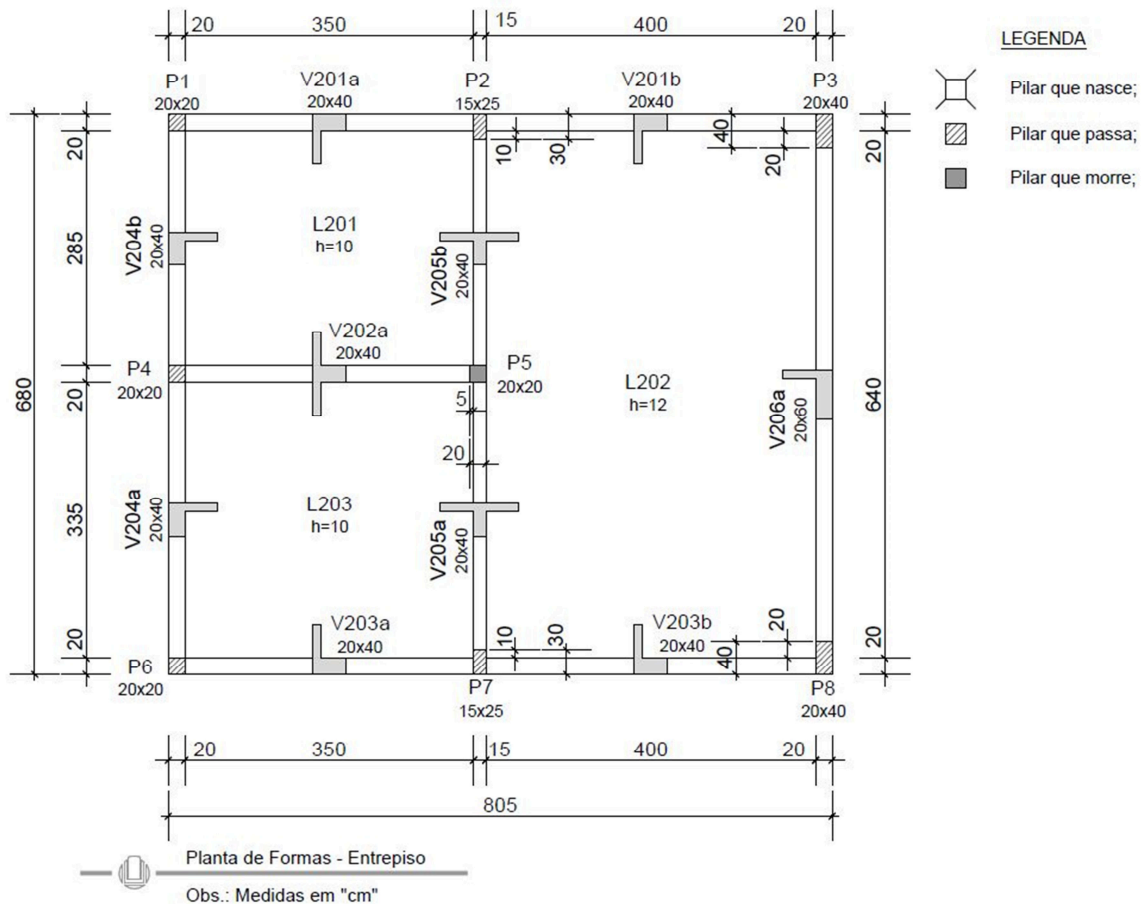 20 350 15 400 20
LEGENDA
Pilar que nasce;
Pilar que passa;
Pilar que morre;
P1
20x20
V201a
20x40
P2
15x25
V201b
20x40
P3
20x40
20
10
30
40
20
20
V204b
20x40
L201
h=10
285
V205b
20x40
V202a
20x40
P4
20x20
P5
20x20
L202
h=12
680
20
5
V206a
20x60
640
20
V204a
20x40
L203
h=10
335
V205a
20x40
V203a
20x40
10
30
V203b
20x40
20
40
20
20
P6
20x20
P7
15x25
P8
20x40
20 350 15 400 20
805
Planta de Formas - Entrepiso
Obs.: Medidas em "cm"